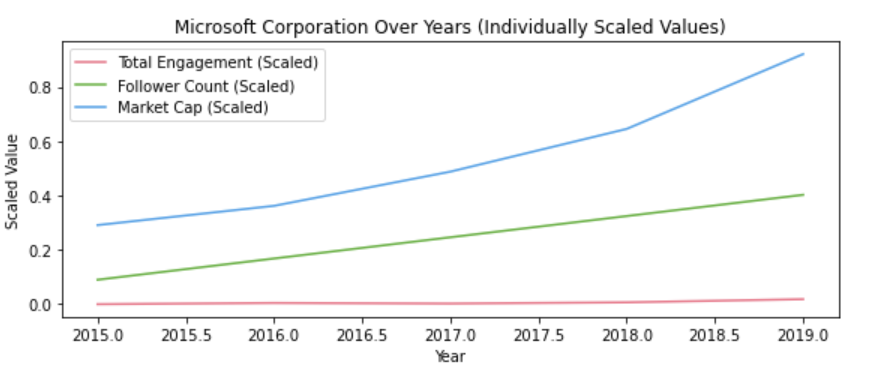 Microsoft Corporation Over Years (Individually Scaled Values)
Total Engagement (Scaled)
Follower Count (Scaled)
Market Cap (Scaled)
Scaled Value
0.8
0.6
0.4
0.2
0.0
2015.0 2015.5 2016.0 2016.5 2017.0 2017.5 2018.0 2018.5 2019.0
Year